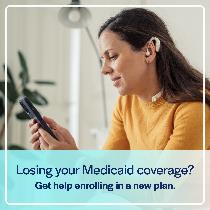 Losing your Medicaid coverage?
Get help enrolling in a new plan.